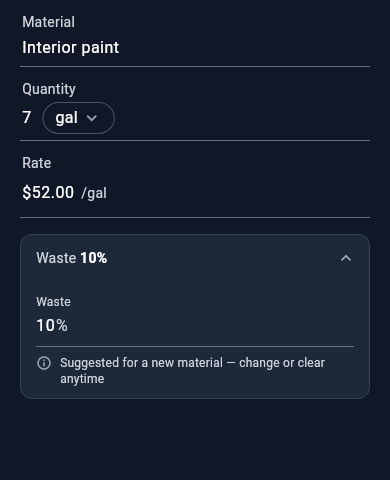 Material
Interior paint
Quantity
7 gal
Rate
$52.00 /gal
Waste 10%
Waste
10%
Suggested for a new material — change or clear
anytime